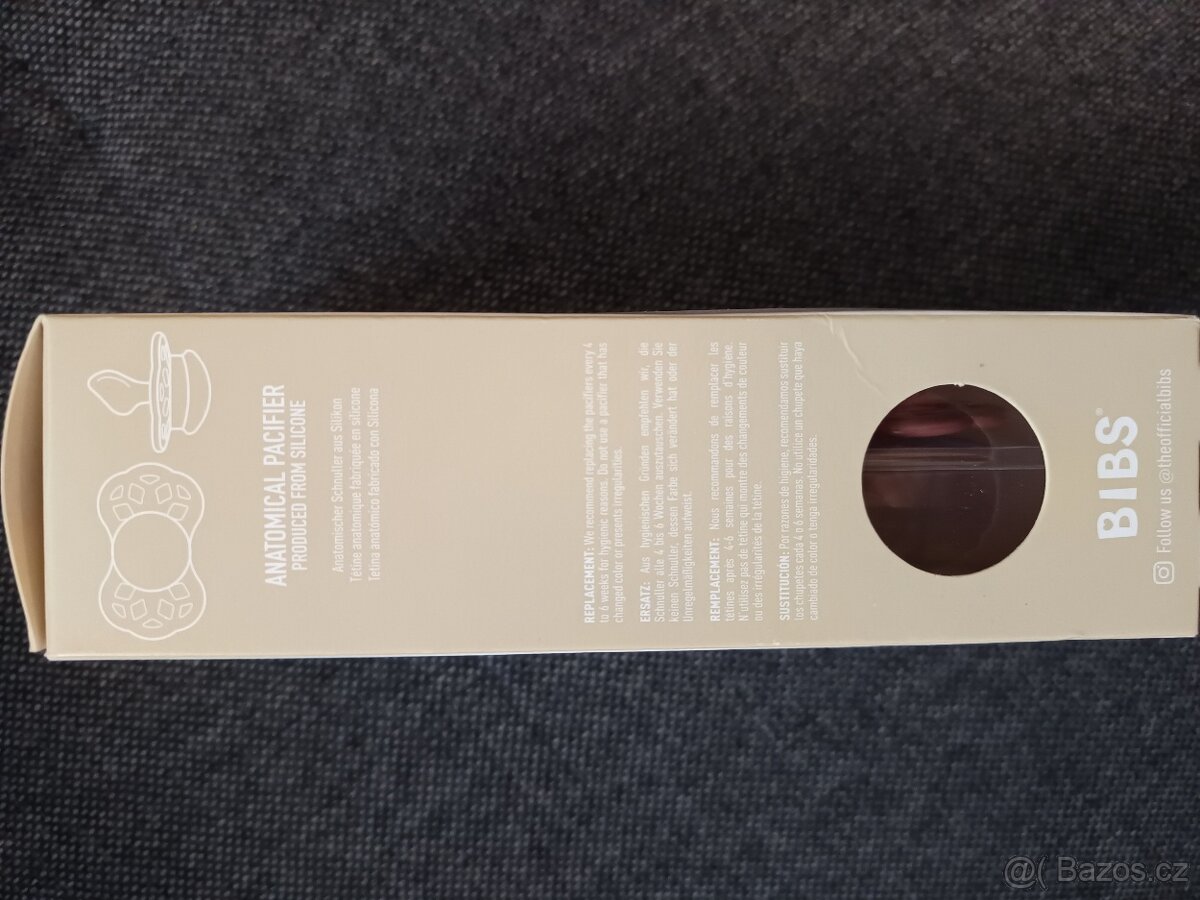 ANATOMICAL PACIFIER
PRODUCED FROM SILICONE
Anatomischer Schnuller aus Silikon
Tétine anatomique fabriquée en silicone
Tetina anatómico fabricado con Silicona
REPLACEMENT: We recommend replacing the pacifiers every 4
to 6 weeks for hygienic reasons. Do not use a pacifier that has
changed color or presents irregularities.
ERSATZ: Aus hygienischen Gründen empfehlen wir, die
Schnuller alle 4 bis 6 Wochen auszutauschen. Verwenden Sie
keinen Schnuller, dessen Farbe sich verändert hat oder der
Unregelmäßigkeiten aufweist.
REMPLACEMENT: Nous recommandons de remplacer les
tétines après 4-6 semaines pour des raisons d'hygiène.
N'utilisez pas de tétine qui montre des changements de couleur
ou des irrégularités de la tétine.
SUSTITUCIÓN: Por razones de higiene, recomendamos sustituir
los chupetes cada 4 o 6 semanas. No utilice un chupete que haya
cambiado de color o tenga irregularidades.
BIBS®
Follow us @theofficialbibs
@( Bazos.cz